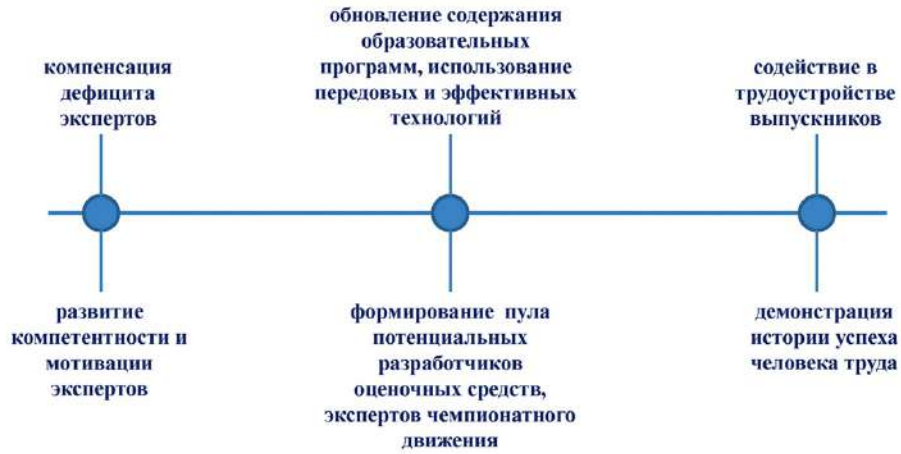 компенсация
дефицита
экспертов
обновление содержания
образовательных
программ, использование
передовых и эффективных
технологий
содействие в
трудоустройстве
выпускников
развитие
компетентности и
мотивации
экспертов
формирование пула
потенциальных
разработчиков
оценочных средств,
экспертов чемпионатного
движения
демонстрация
истории успеха
человека труда